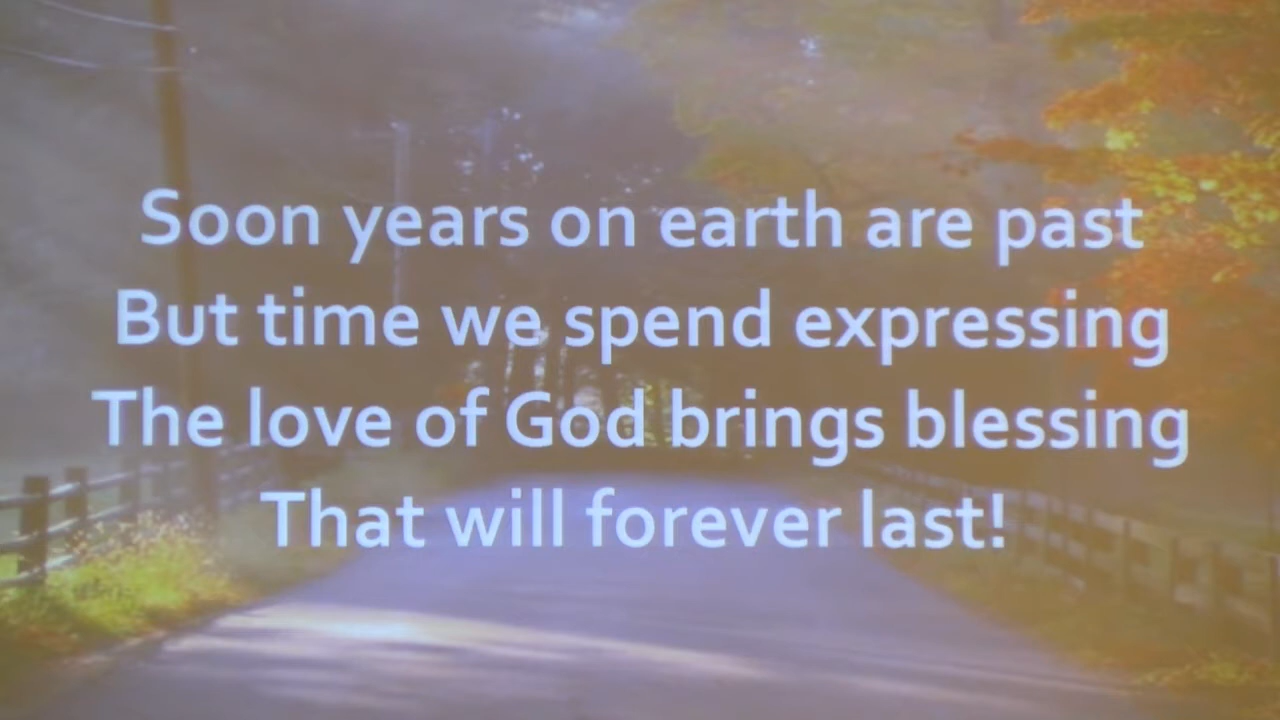 Soon years on earth are past
But time we spend expressing
The love of God brings blessing
That will forever last!